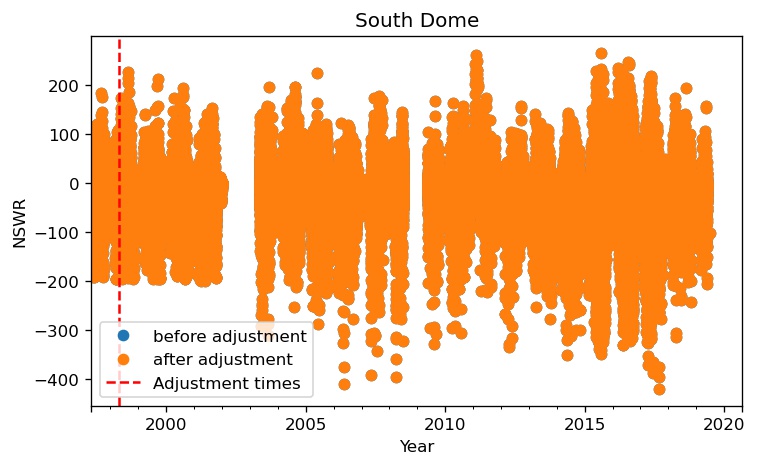 South Dome
200
100
0
−100
−200
−300
−400
NSWR
before adjustment
after adjustment
Adjustment times
2000
2005
2010
2015
2020
Year